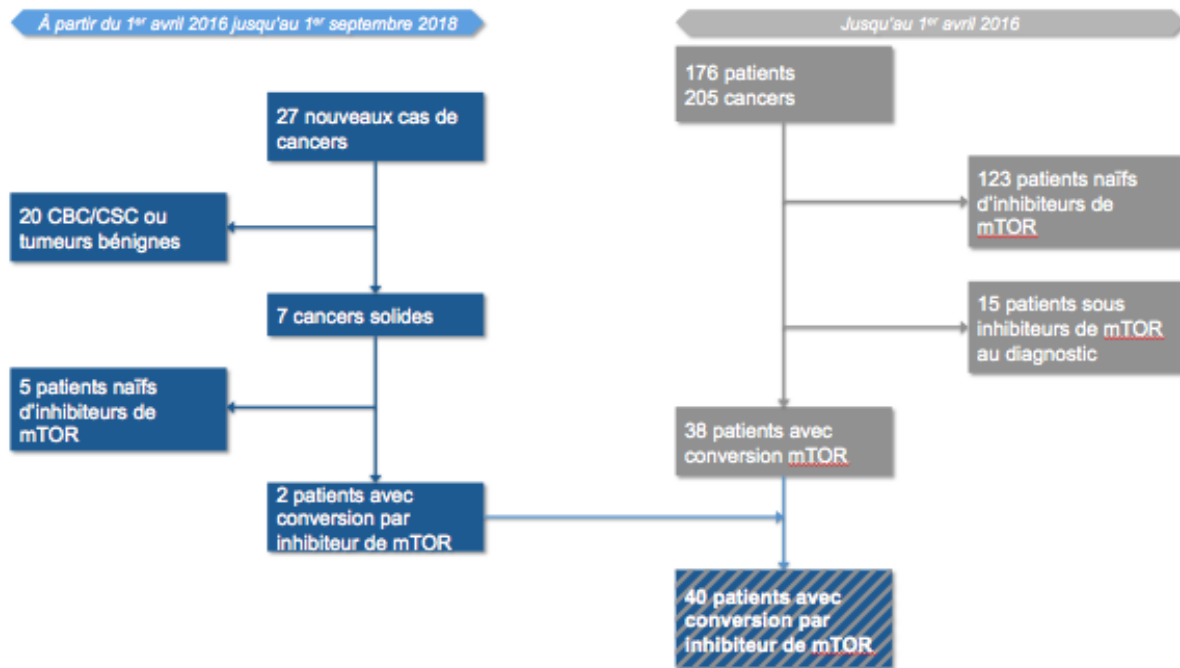 À partir du 1er avril 2016 jusqu'au 1er septembre 2018
Jusqu'au 1er avril 2016
176 patients
205 cancers
27 nouveaux cas de
cancers
123 patients naïfs
d'inhibiteurs de
mTOR
20 CBC/CSC ou
tumeurs bénignes
7 cancers solides
15 patients sous
inhibiteurs de mTOR
au diagnostic
5 patients naïfs
d'inhibiteurs de
mTOR
38 patients avec
conversion mTOR
2 patients avec
conversion par
inhibiteur de mTOR
40 patients avec
conversion par
inhibiteur de mTOR